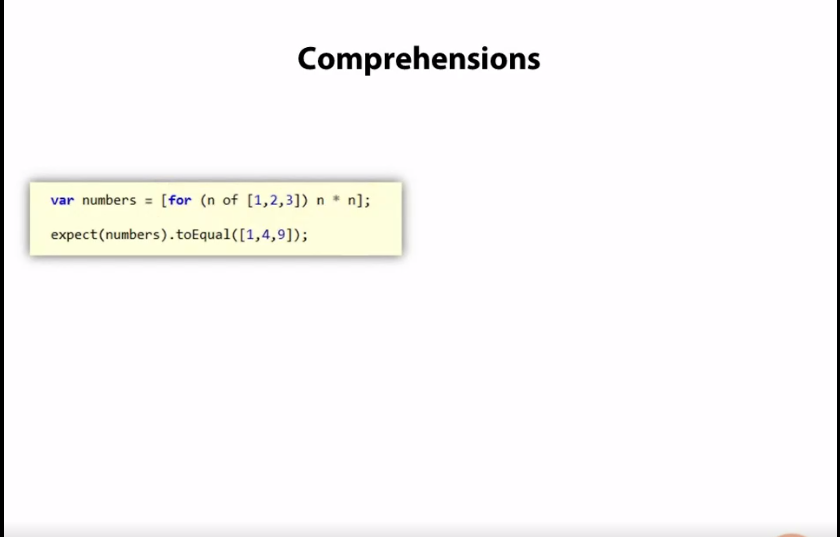 Comprehensions
var numbers = [for (n of [1,2,3]) n * n];
expect(numbers).toEqual([1,4,9]);